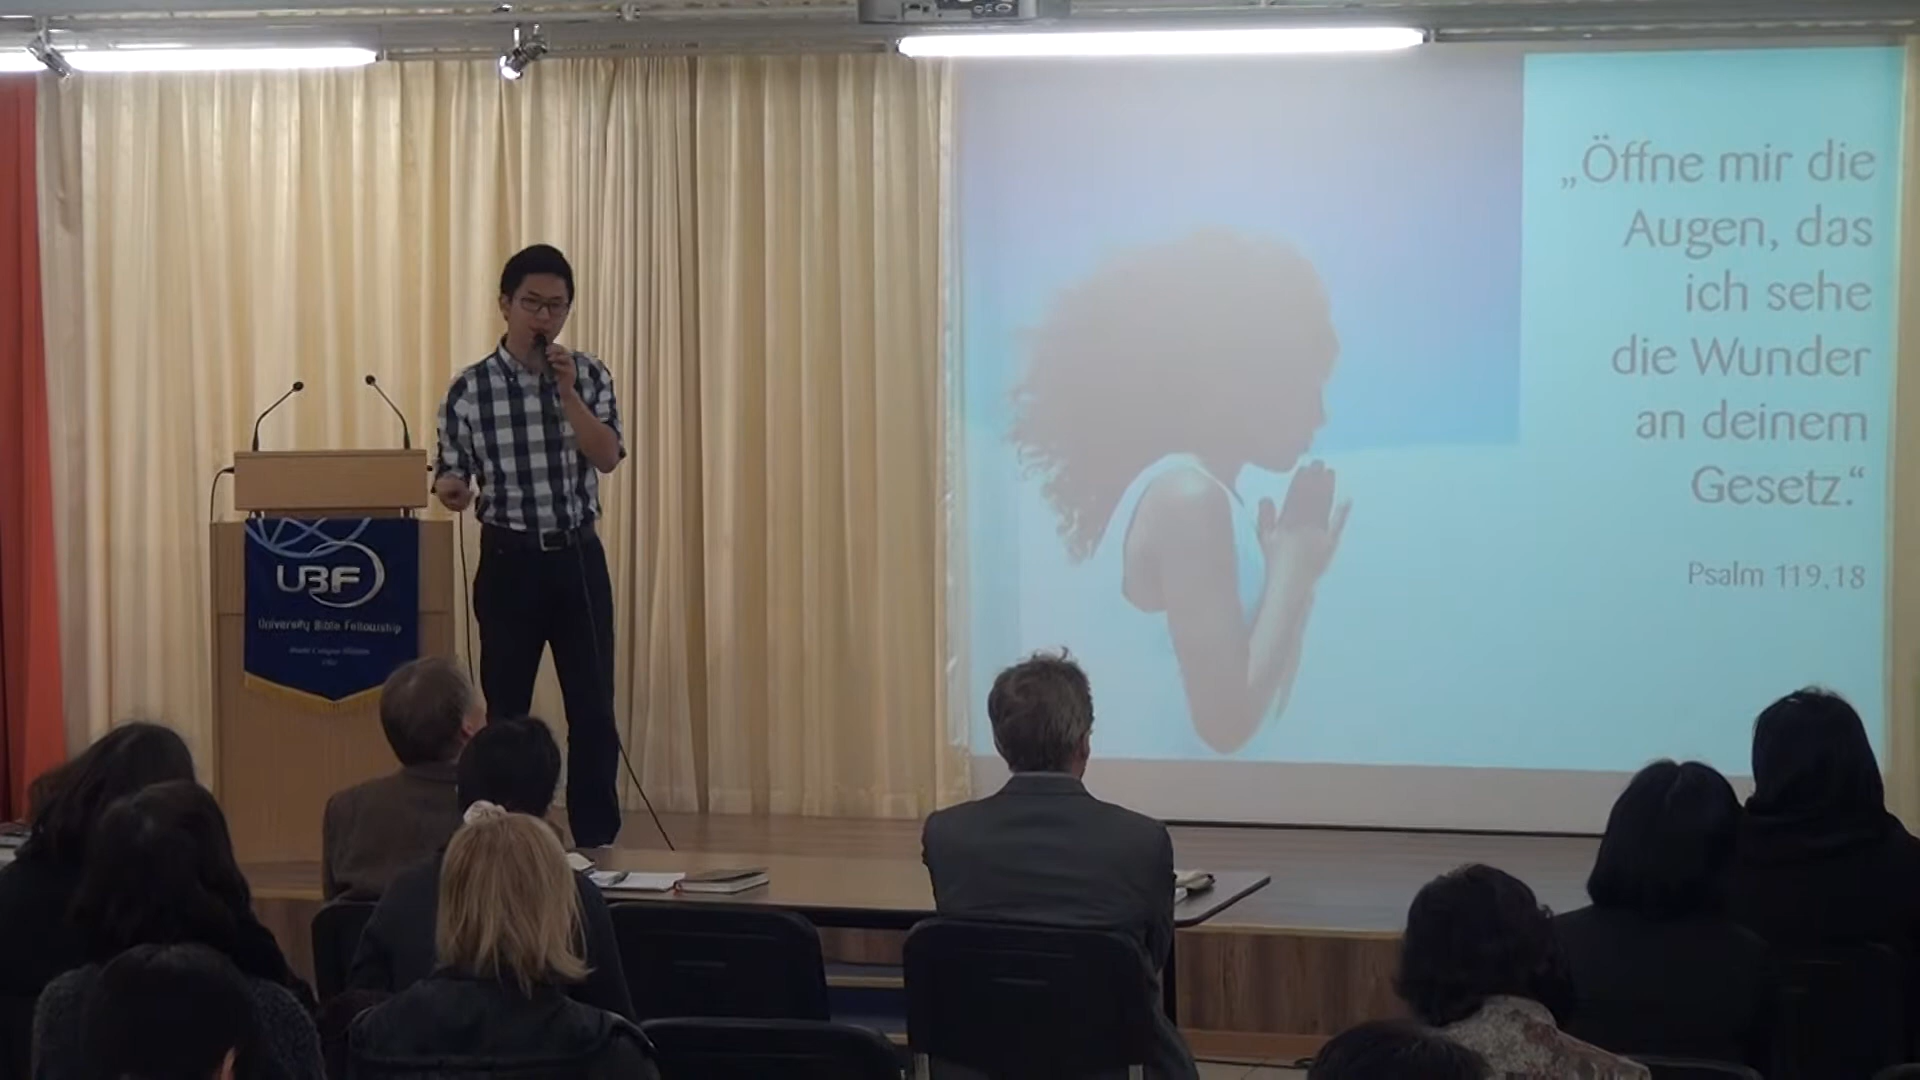 „Öffne mir die
Augen, das
ich sehe
die Wunder
an deinem
Gesetz.“
Psalm 119,18
UBF
University Bible Fellowship